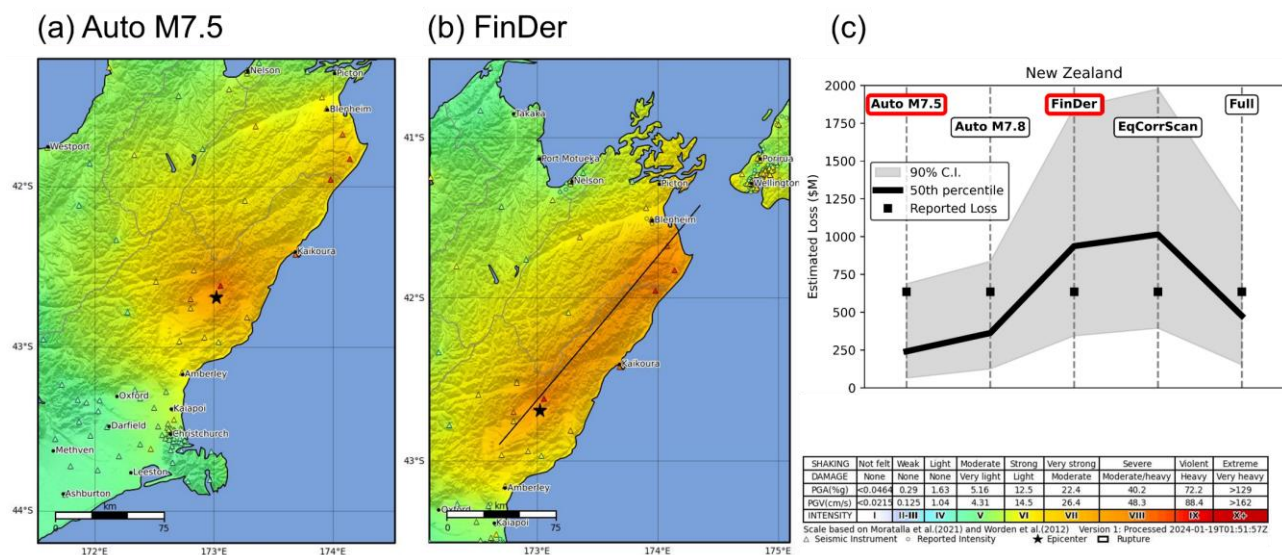 (a) Auto M7.5
(b) FinDer
(c)
Nelson
Picton
Blenheim
Westport
42°S
Kaikoura
43°S
Amberley
Oxford
Kaiapoi
Darfield
Christchurch
Methven
Leeston
Ashburton
44°S
km
0
75
172°E
173°E
174°E
Takaka
41°S
Port Motueka
Porirua
Nelson
Picton
Wellington
Blenheim
42°S
Kaikoura
43°S
Amberley
Oxford
km
0
75
Kaiapoi
173°E
174°E
175°E
New Zealand
Estimated Loss ($M)
2000
1750
1500
1250
1000
750
500
250
0
Auto M7.5
Auto M7.8
FinDer
EqCorrScan
Full
90% C.I.
50th percentile
Reported Loss
SHAKING Not felt Weak Light Moderate Strong Very strong Severe Violent Extreme
DAMAGE None None None Very light Light Moderate Moderate/heavy Heavy Very heavy
PGA(%g) <0.0464 0.29 1.63 5.16 12.5 22.4 40.2 72.2 >129
PGV(cm/s) <0.0215 0.125 1.04 4.31 14.5 26.4 48.3 88.4 >162
INTENSITY I II-III IV V VI VII VIII IX X+
Scale based on Moratalla et al.(2021) and Worden et al.(2012) Version 1: Processed 2024-01-19T01:51:57Z
△ Seismic Instrument ○ Reported Intensity ★ Epicenter Rupture